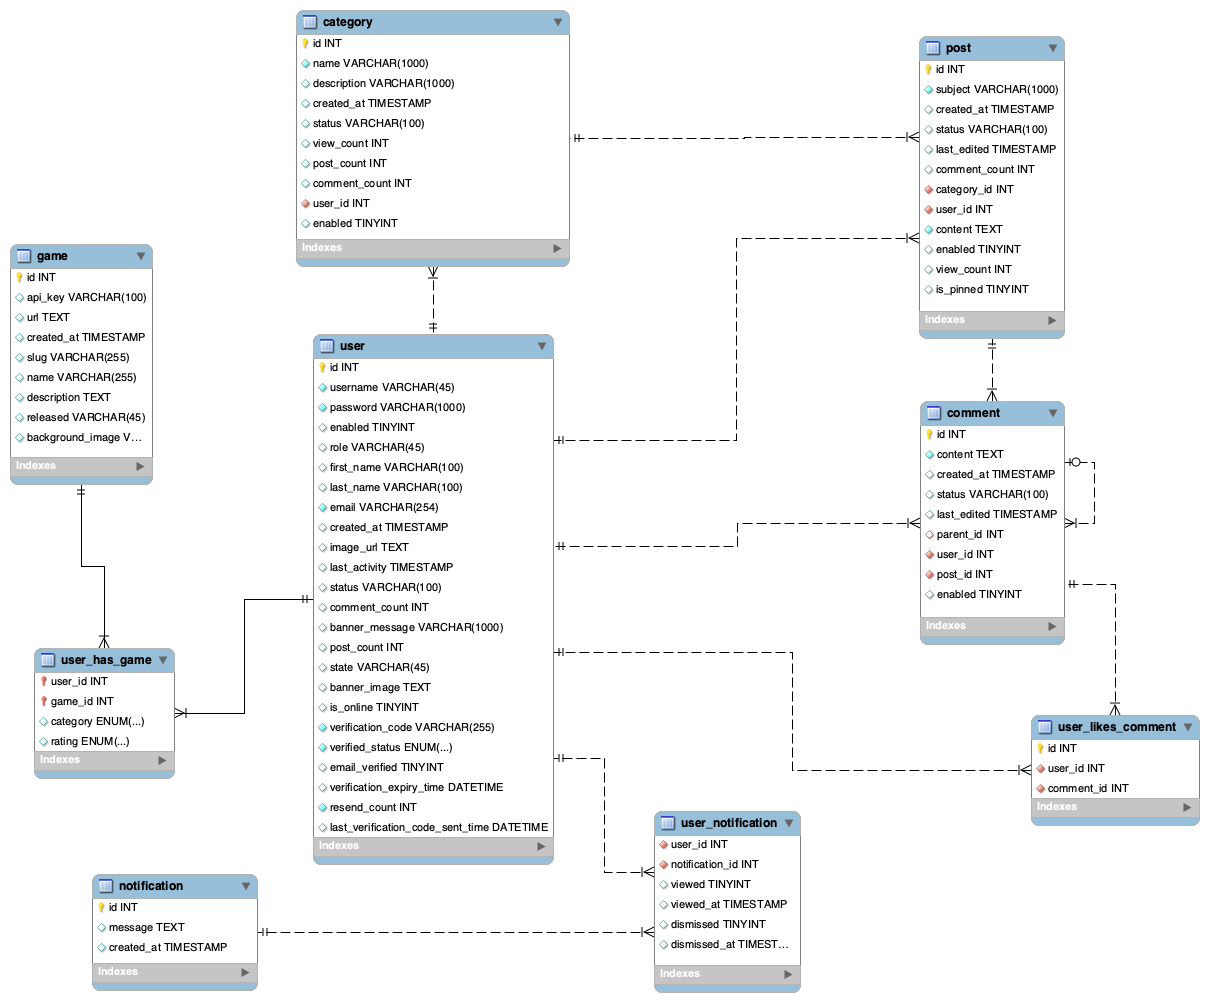 category
id INT
name VARCHAR(1000)
description VARCHAR(1000)
created_at TIMESTAMP
status VARCHAR(100)
view_count INT
post_count INT
comment_count INT
user_id INT
enabled TINYINT
Indexes
post
id INT
subject VARCHAR(1000)
created_at TIMESTAMP
status VARCHAR(100)
last_edited TIMESTAMP
comment_count INT
category_id INT
user_id INT
content TEXT
enabled TINYINT
view_count INT
is_pinned TINYINT
Indexes
game
id INT
api_key VARCHAR(100)
url TEXT
created_at TIMESTAMP
slug VARCHAR(255)
name VARCHAR(255)
description TEXT
released VARCHAR(45)
background_image V...
Indexes
user
id INT
username VARCHAR(45)
password VARCHAR(1000)
enabled TINYINT
role VARCHAR(45)
first_name VARCHAR(100)
last_name VARCHAR(100)
email VARCHAR(254)
created_at TIMESTAMP
image_url TEXT
last_activity TIMESTAMP
status VARCHAR(100)
comment_count INT
banner_message VARCHAR(1000)
post_count INT
state VARCHAR(45)
banner_image TEXT
is_online TINYINT
verification_code VARCHAR(255)
verified_status ENUM(...)
email_verified TINYINT
verification_expiry_time DATETIME
resend_count INT
last_verification_code_sent_time DATETIME
Indexes
comment
id INT
content TEXT
created_at TIMESTAMP
status VARCHAR(100)
last_edited TIMESTAMP
parent_id INT
user_id INT
post_id INT
enabled TINYINT
Indexes
user_has_game
user_id INT
game_id INT
category ENUM(...)
rating ENUM(...)
Indexes
user_likes_comment
id INT
user_id INT
comment_id INT
Indexes
user_notification
user_id INT
notification_id INT
viewed TINYINT
viewed_at TIMESTAMP
dismissed TINYINT
dismissed_at TIMEST...
Indexes
notification
id INT
message TEXT
created_at TIMESTAMP
Indexes